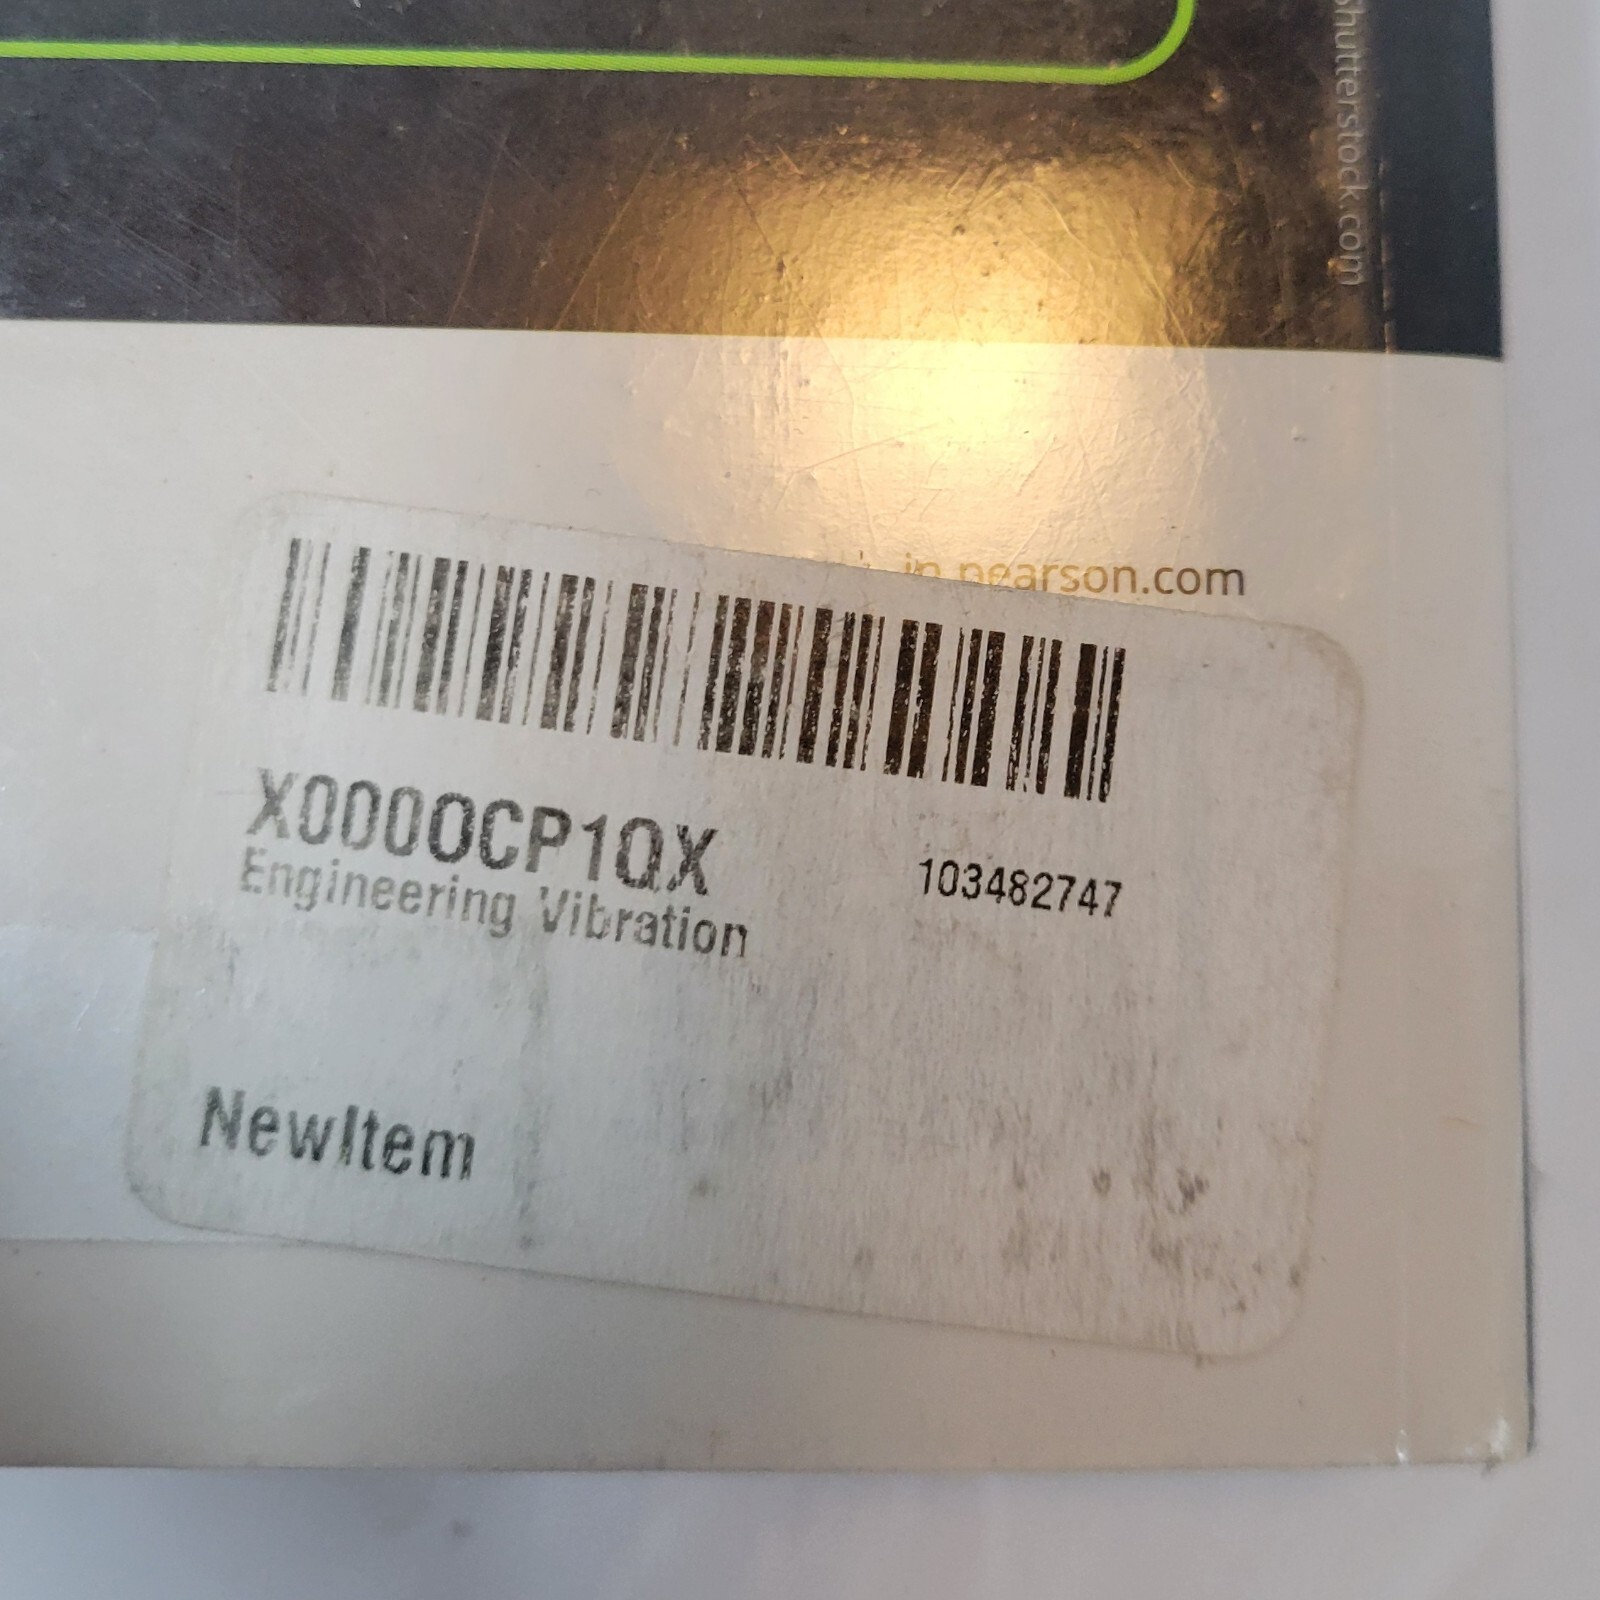 Shutterstock.com
in pearson.com
X0000CP1QX
103482747
Engineering Vibration
NewItem